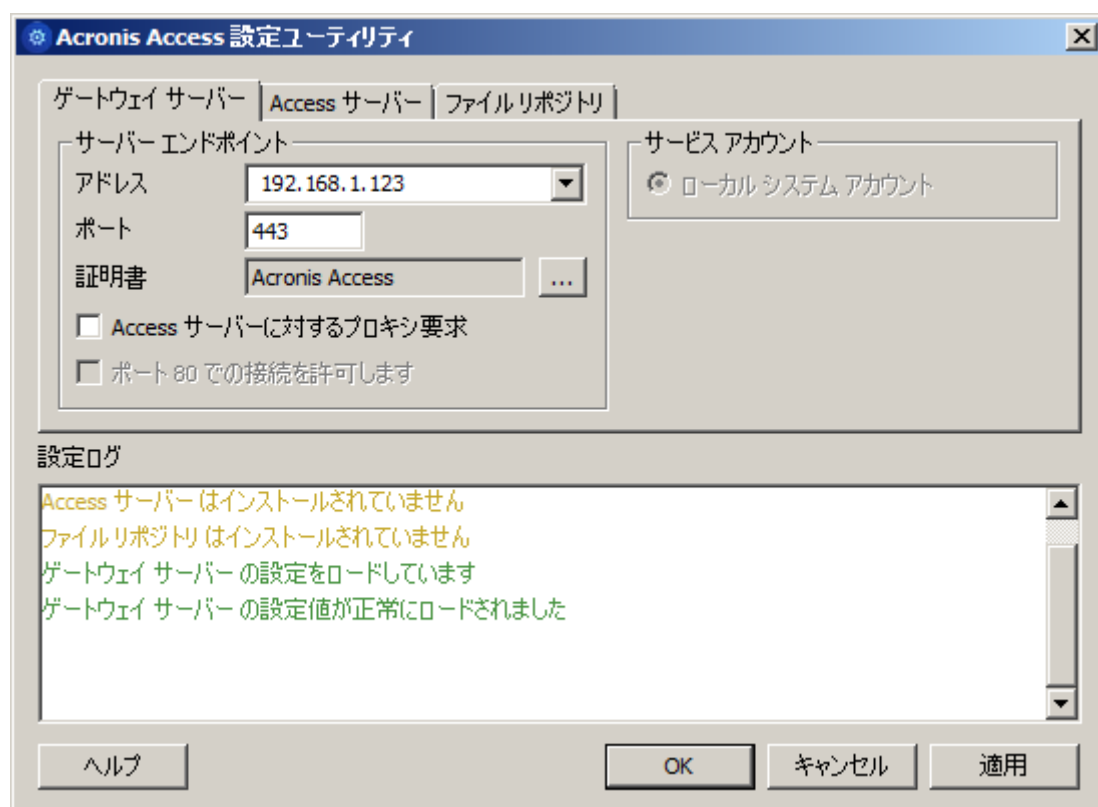 Acronis Access 設定ユーティリティ
ゲートウェイ サーバー
Access サーバー
ファイル リポジトリ
サーバー エンドポイント
サービス アカウント
アドレス
192.168.1.123
ローカル システム アカウント
ポート
443
証明書
Acronis Access
...
Access サーバーに対するプロキシ要求
ポート 80 での接続を許可します
設定ログ
Access サーバー はインストールされていません
ファイル リポジトリ はインストールされていません
ゲートウェイ サーバー の設定をロードしています
ゲートウェイ サーバー の設定値が正常にロードされました
ヘルプ
OK
キャンセル
適用